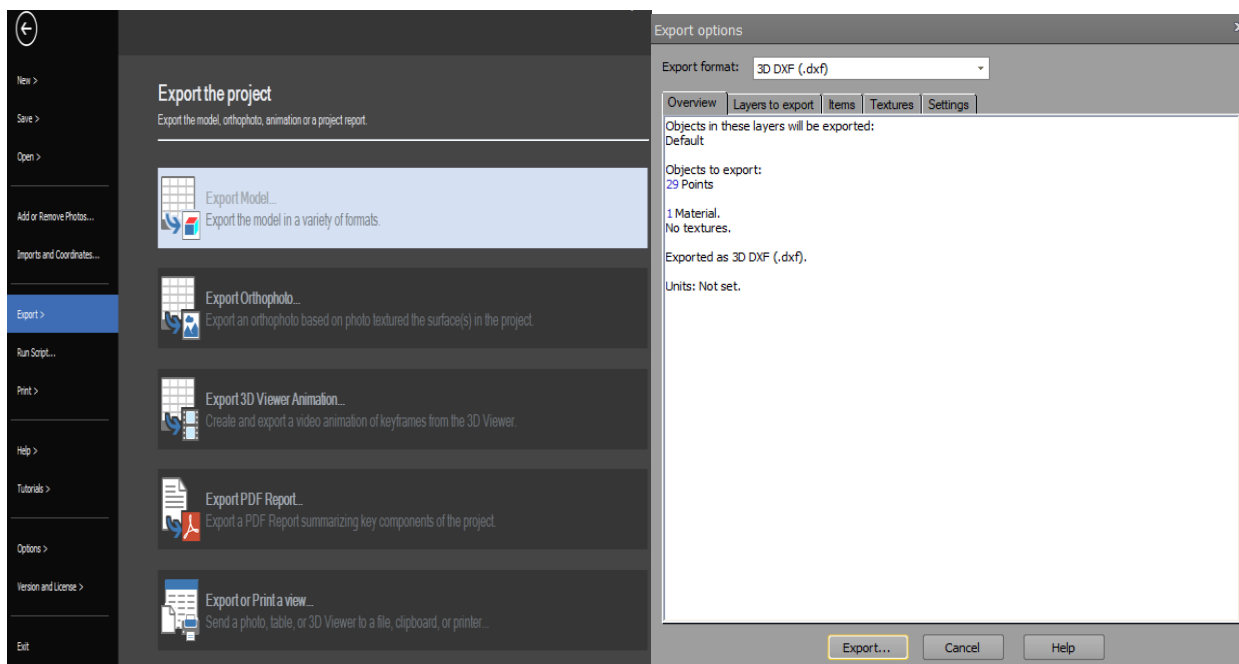 New >
Save >
Open >
Add or Remove Photos...
Imports and Coordinates...
Export >
Run Script...
Print >
Help >
Tutorials >
Options >
Version and License >
Exit
Export the project
Export the model, orthophoto, animation or a project report.
Export Model...
Export the model in a variety of formats.
Export Orthophoto...
Export an orthophoto based on photo textured the surface(s) in the project.
Export 3D Viewer Animation...
Create and export a video animation of keyframes from the 3D Viewer.
Export PDF Report...
Export a PDF Report summarizing key components of the project.
Export or Print a view...
Send a photo, table, or 3D Viewer to a file, clipboard, or printer...
Export options
Export format: 3D DXF (.dxf)
Overview Layers to export Items Textures Settings
Objects in these layers will be exported:
Default
Objects to export:
29 Points
1 Material.
No textures.
Exported as 3D DXF (.dxf).
Units: Not set.
Export... Cancel Help